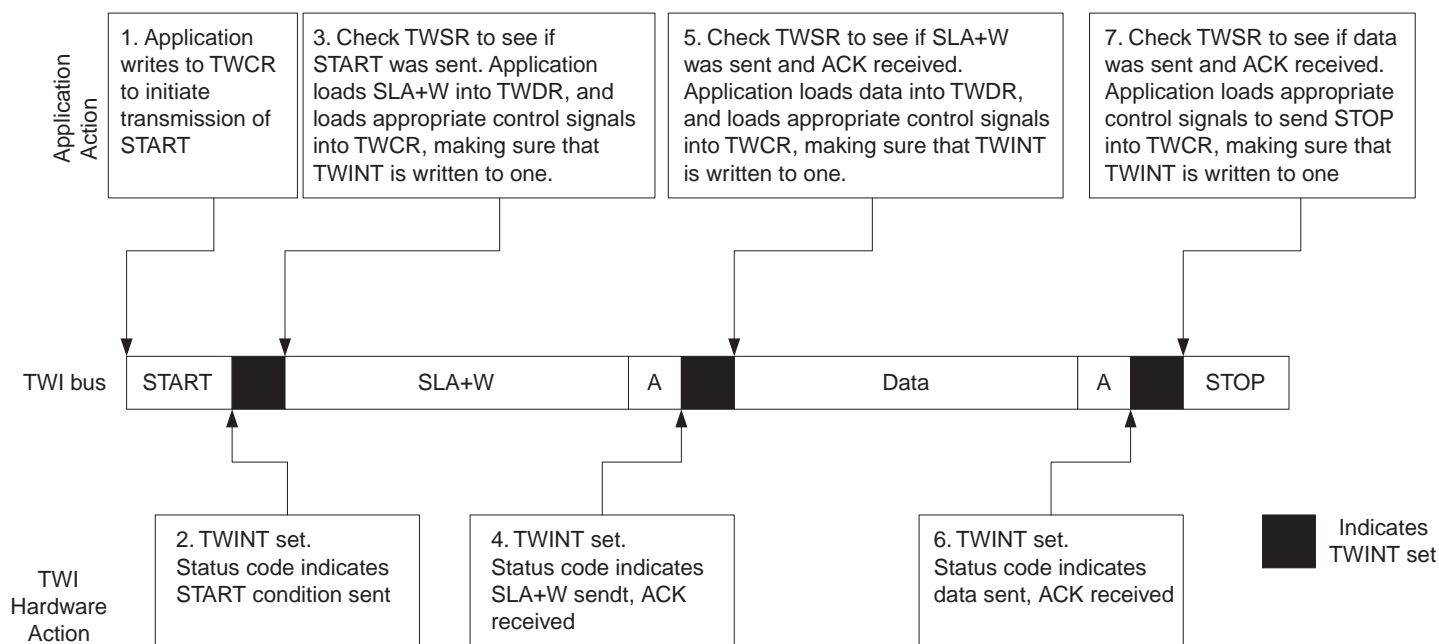 Application
Action
1. Application
writes to TWCR
to initiate
transmission of
START
3. Check TWSR to see if
START was sent. Application
loads SLA+W into TWDR, and
loads appropriate control signals
into TWCR, making sure that
TWINT is written to one.
5. Check TWSR to see if SLA+W
was sent and ACK received.
Application loads data into TWDR,
and loads appropriate control signals
into TWCR, making sure that TWINT
is written to one.
7. Check TWSR to see if data
was sent and ACK received.
Application loads appropriate
control signals to send STOP
into TWCR, making sure that
TWINT is written to one
TWI bus
START
SLA+W
A
Data
A
STOP
TWI
Hardware
Action
2. TWINT set.
Status code indicates
START condition sent
4. TWINT set.
Status code indicates
SLA+W sendt, ACK
received
6. TWINT set.
Status code indicates
data sent, ACK received
Indicates
TWINT set